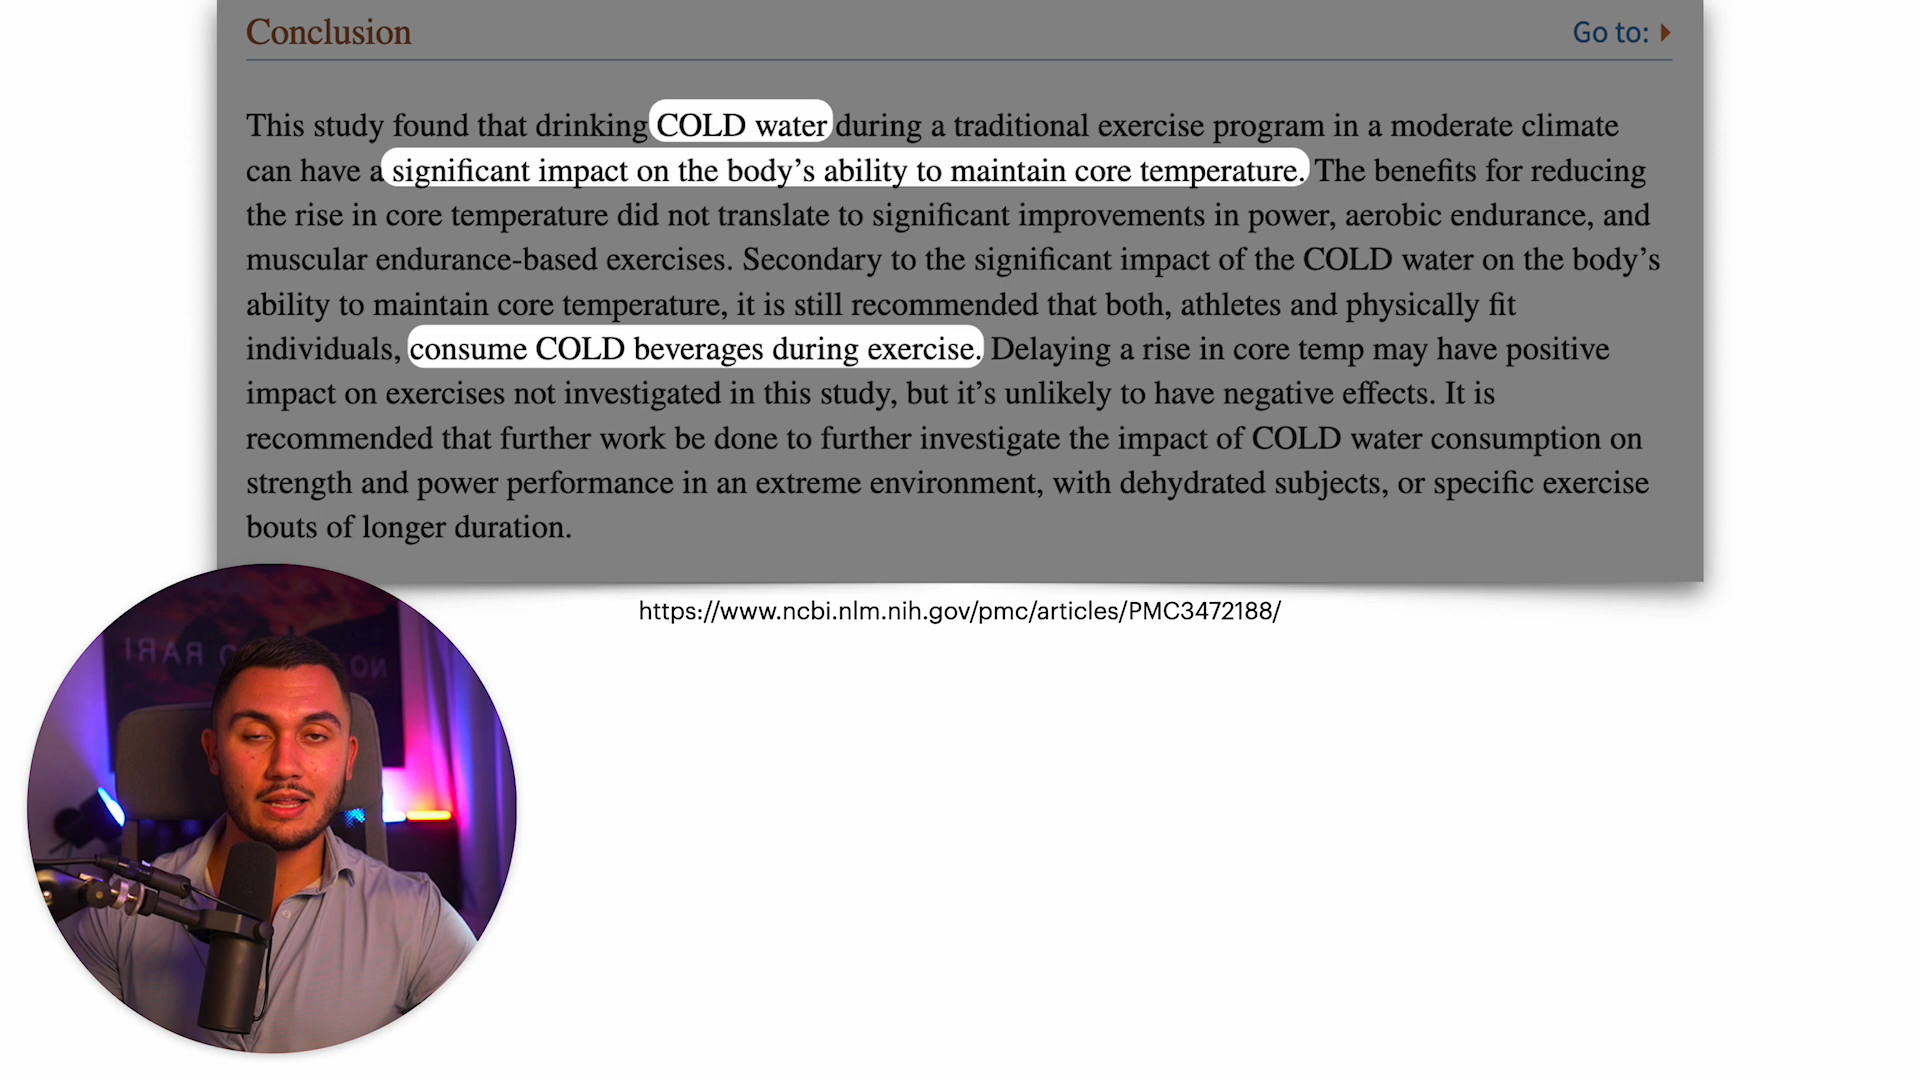 Conclusion
Go to:
This study found that drinking COLD water during a traditional exercise program in a moderate climate
can have a significant impact on the body’s ability to maintain core temperature. The benefits for reducing
the rise in core temperature did not translate to significant improvements in power, aerobic endurance, and
muscular endurance-based exercises. Secondary to the significant impact of the COLD water on the body’s
ability to maintain core temperature, it is still recommended that both, athletes and physically fit
individuals, consume COLD beverages during exercise. Delaying a rise in core temp may have positive
impact on exercises not investigated in this study, but it’s unlikely to have negative effects. It is
recommended that further work be done to further investigate the impact of COLD water consumption on
strength and power performance in an extreme environment, with dehydrated subjects, or specific exercise
bouts of longer duration.
https://www.ncbi.nlm.nih.gov/pmc/articles/PMC3472188/